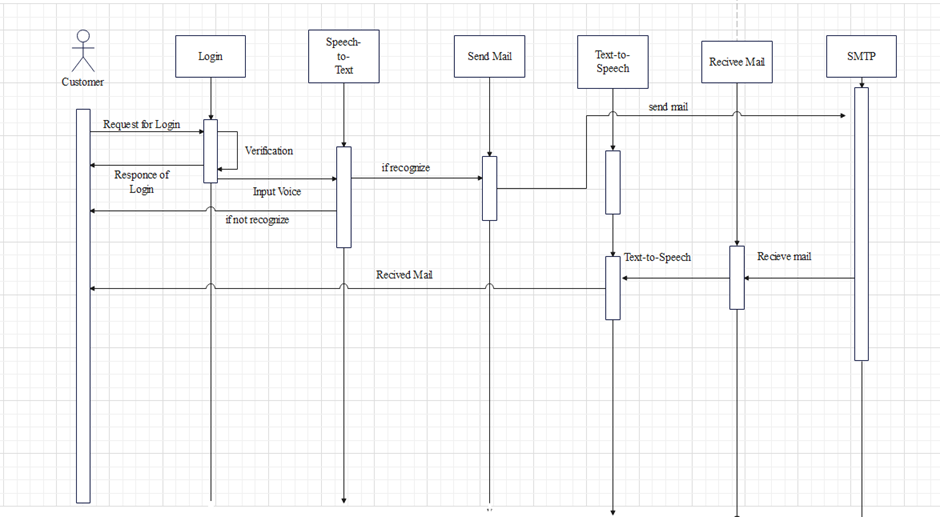 Customer
Login
Speech-
to-
Text
Send Mail
Text-to-
Speech
Recivee Mail
SMTP
send mail
Request for Login
Verification
if recognize
Responce of
Login
Input Voice
if not recognize
Text-to-Speech
Recieve mail
Recived Mail